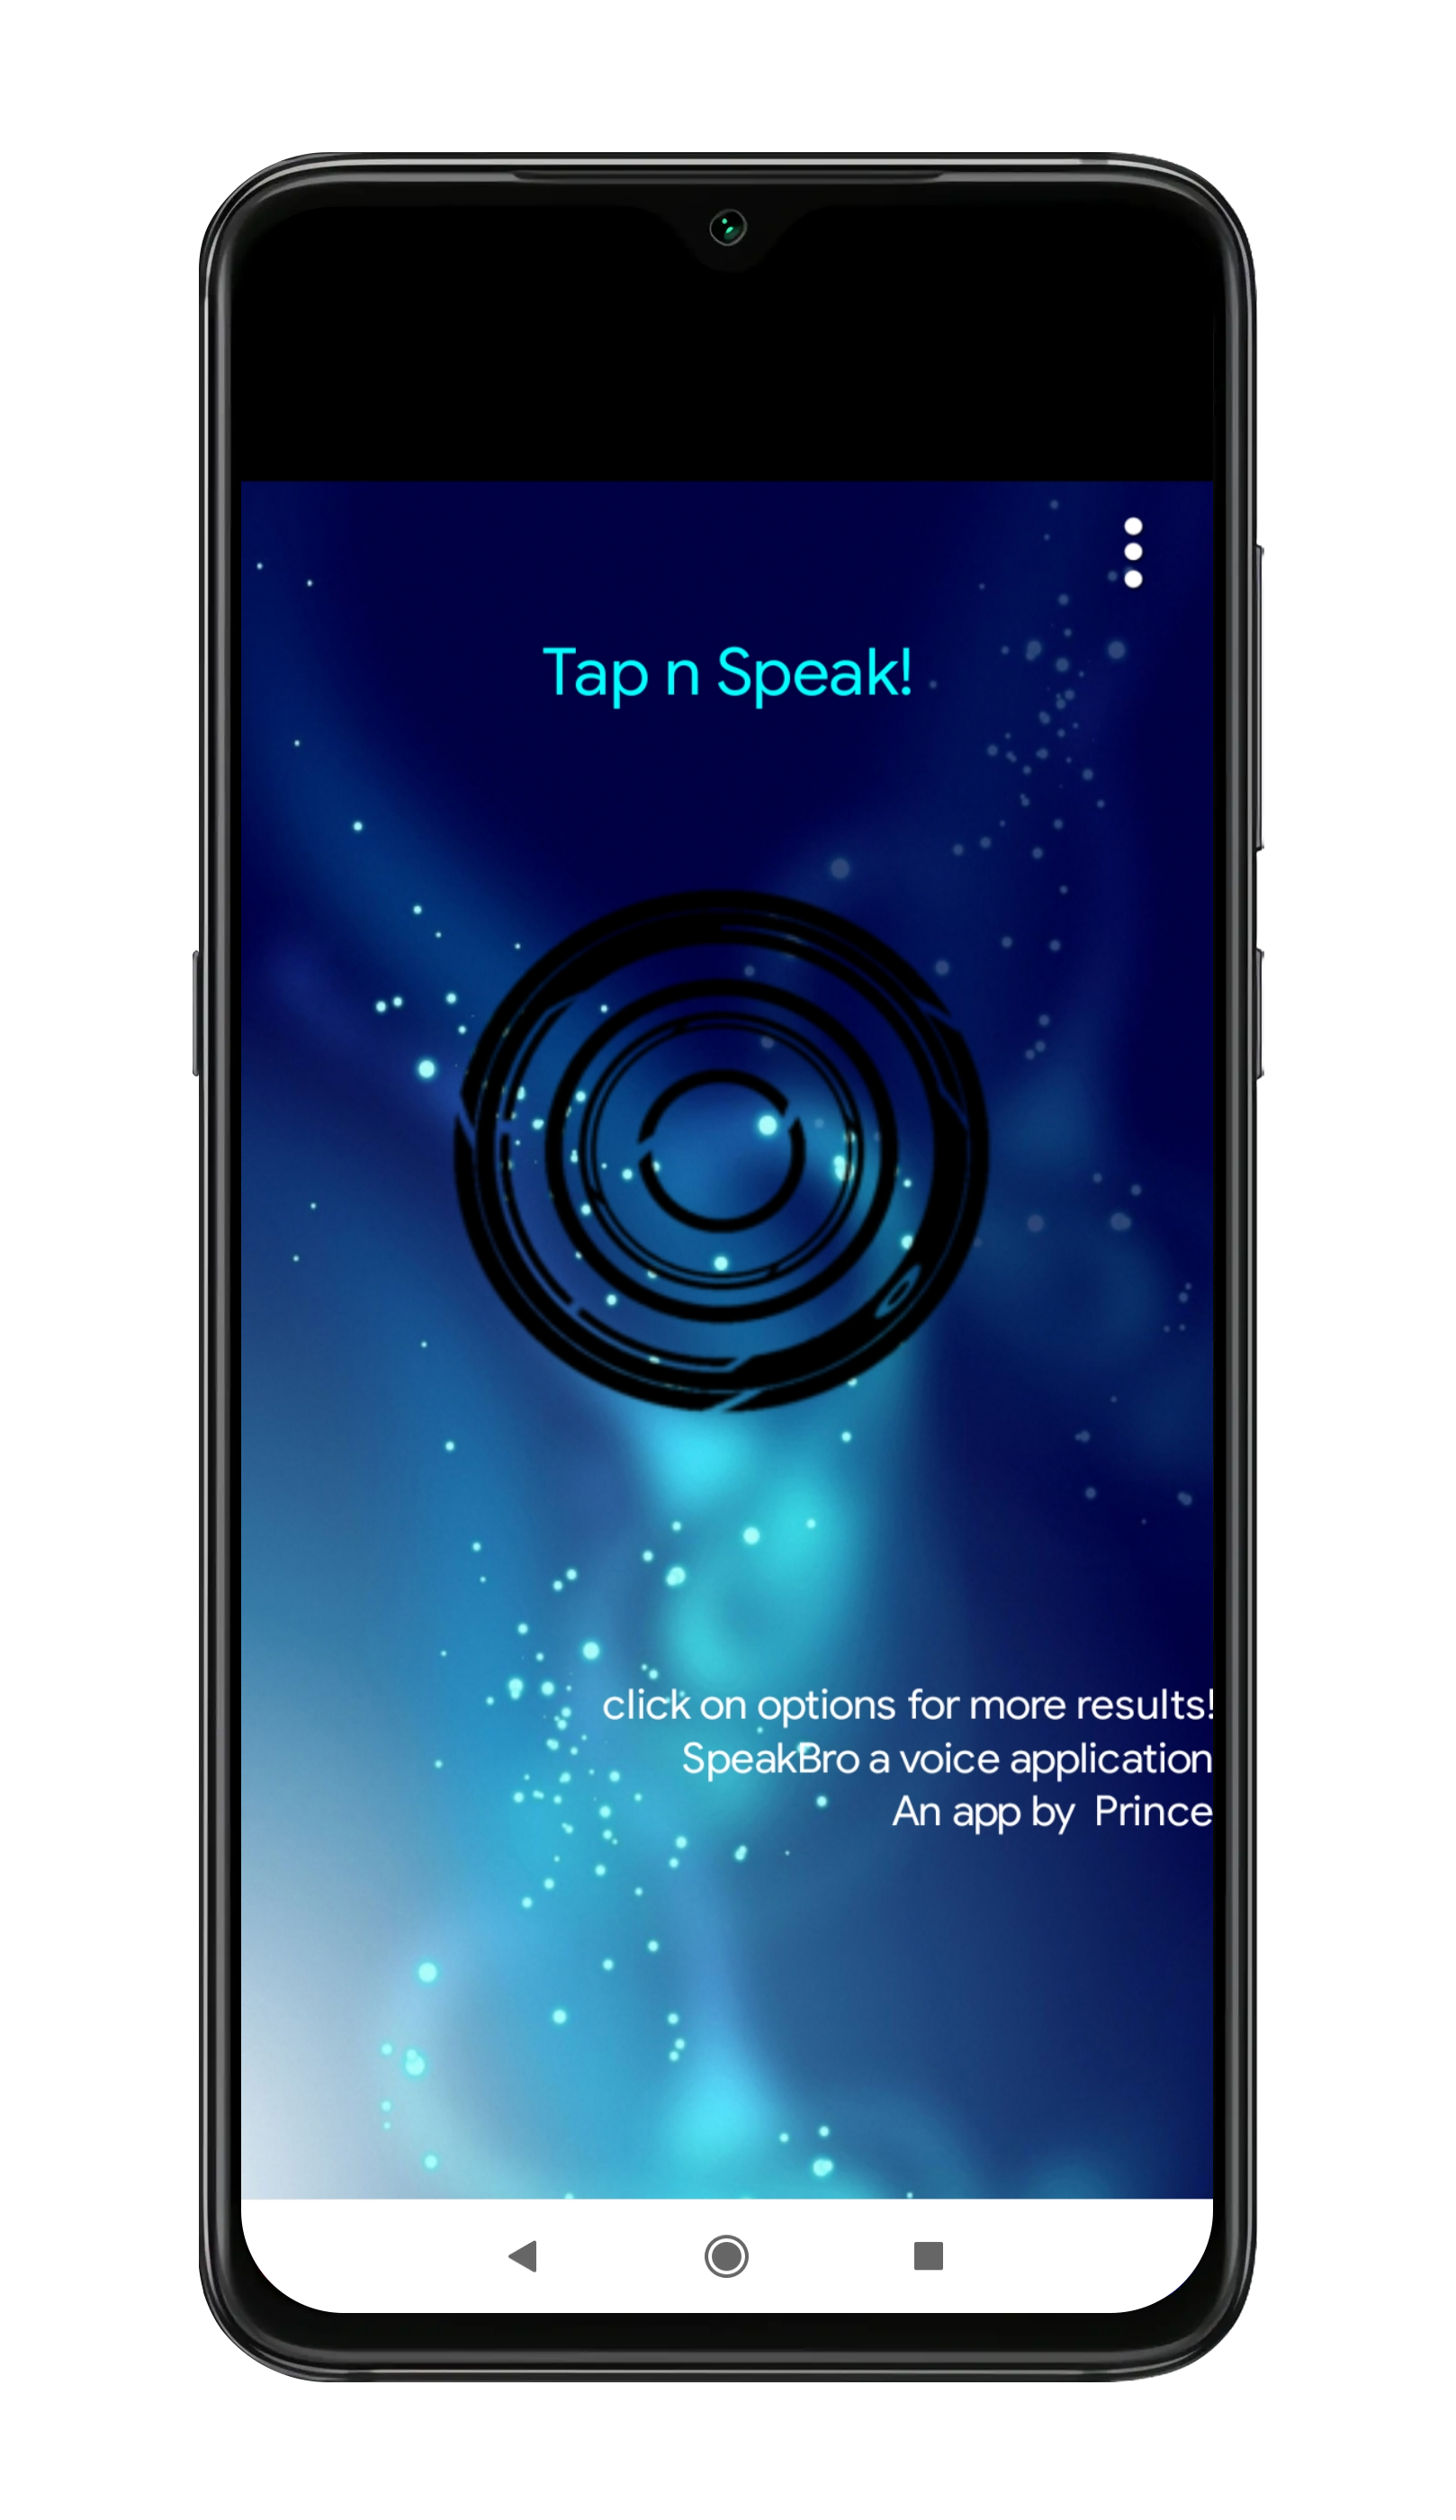 Tap n Speak!
click on options for more results!
SpeakBro a voice application
An app by  Prince